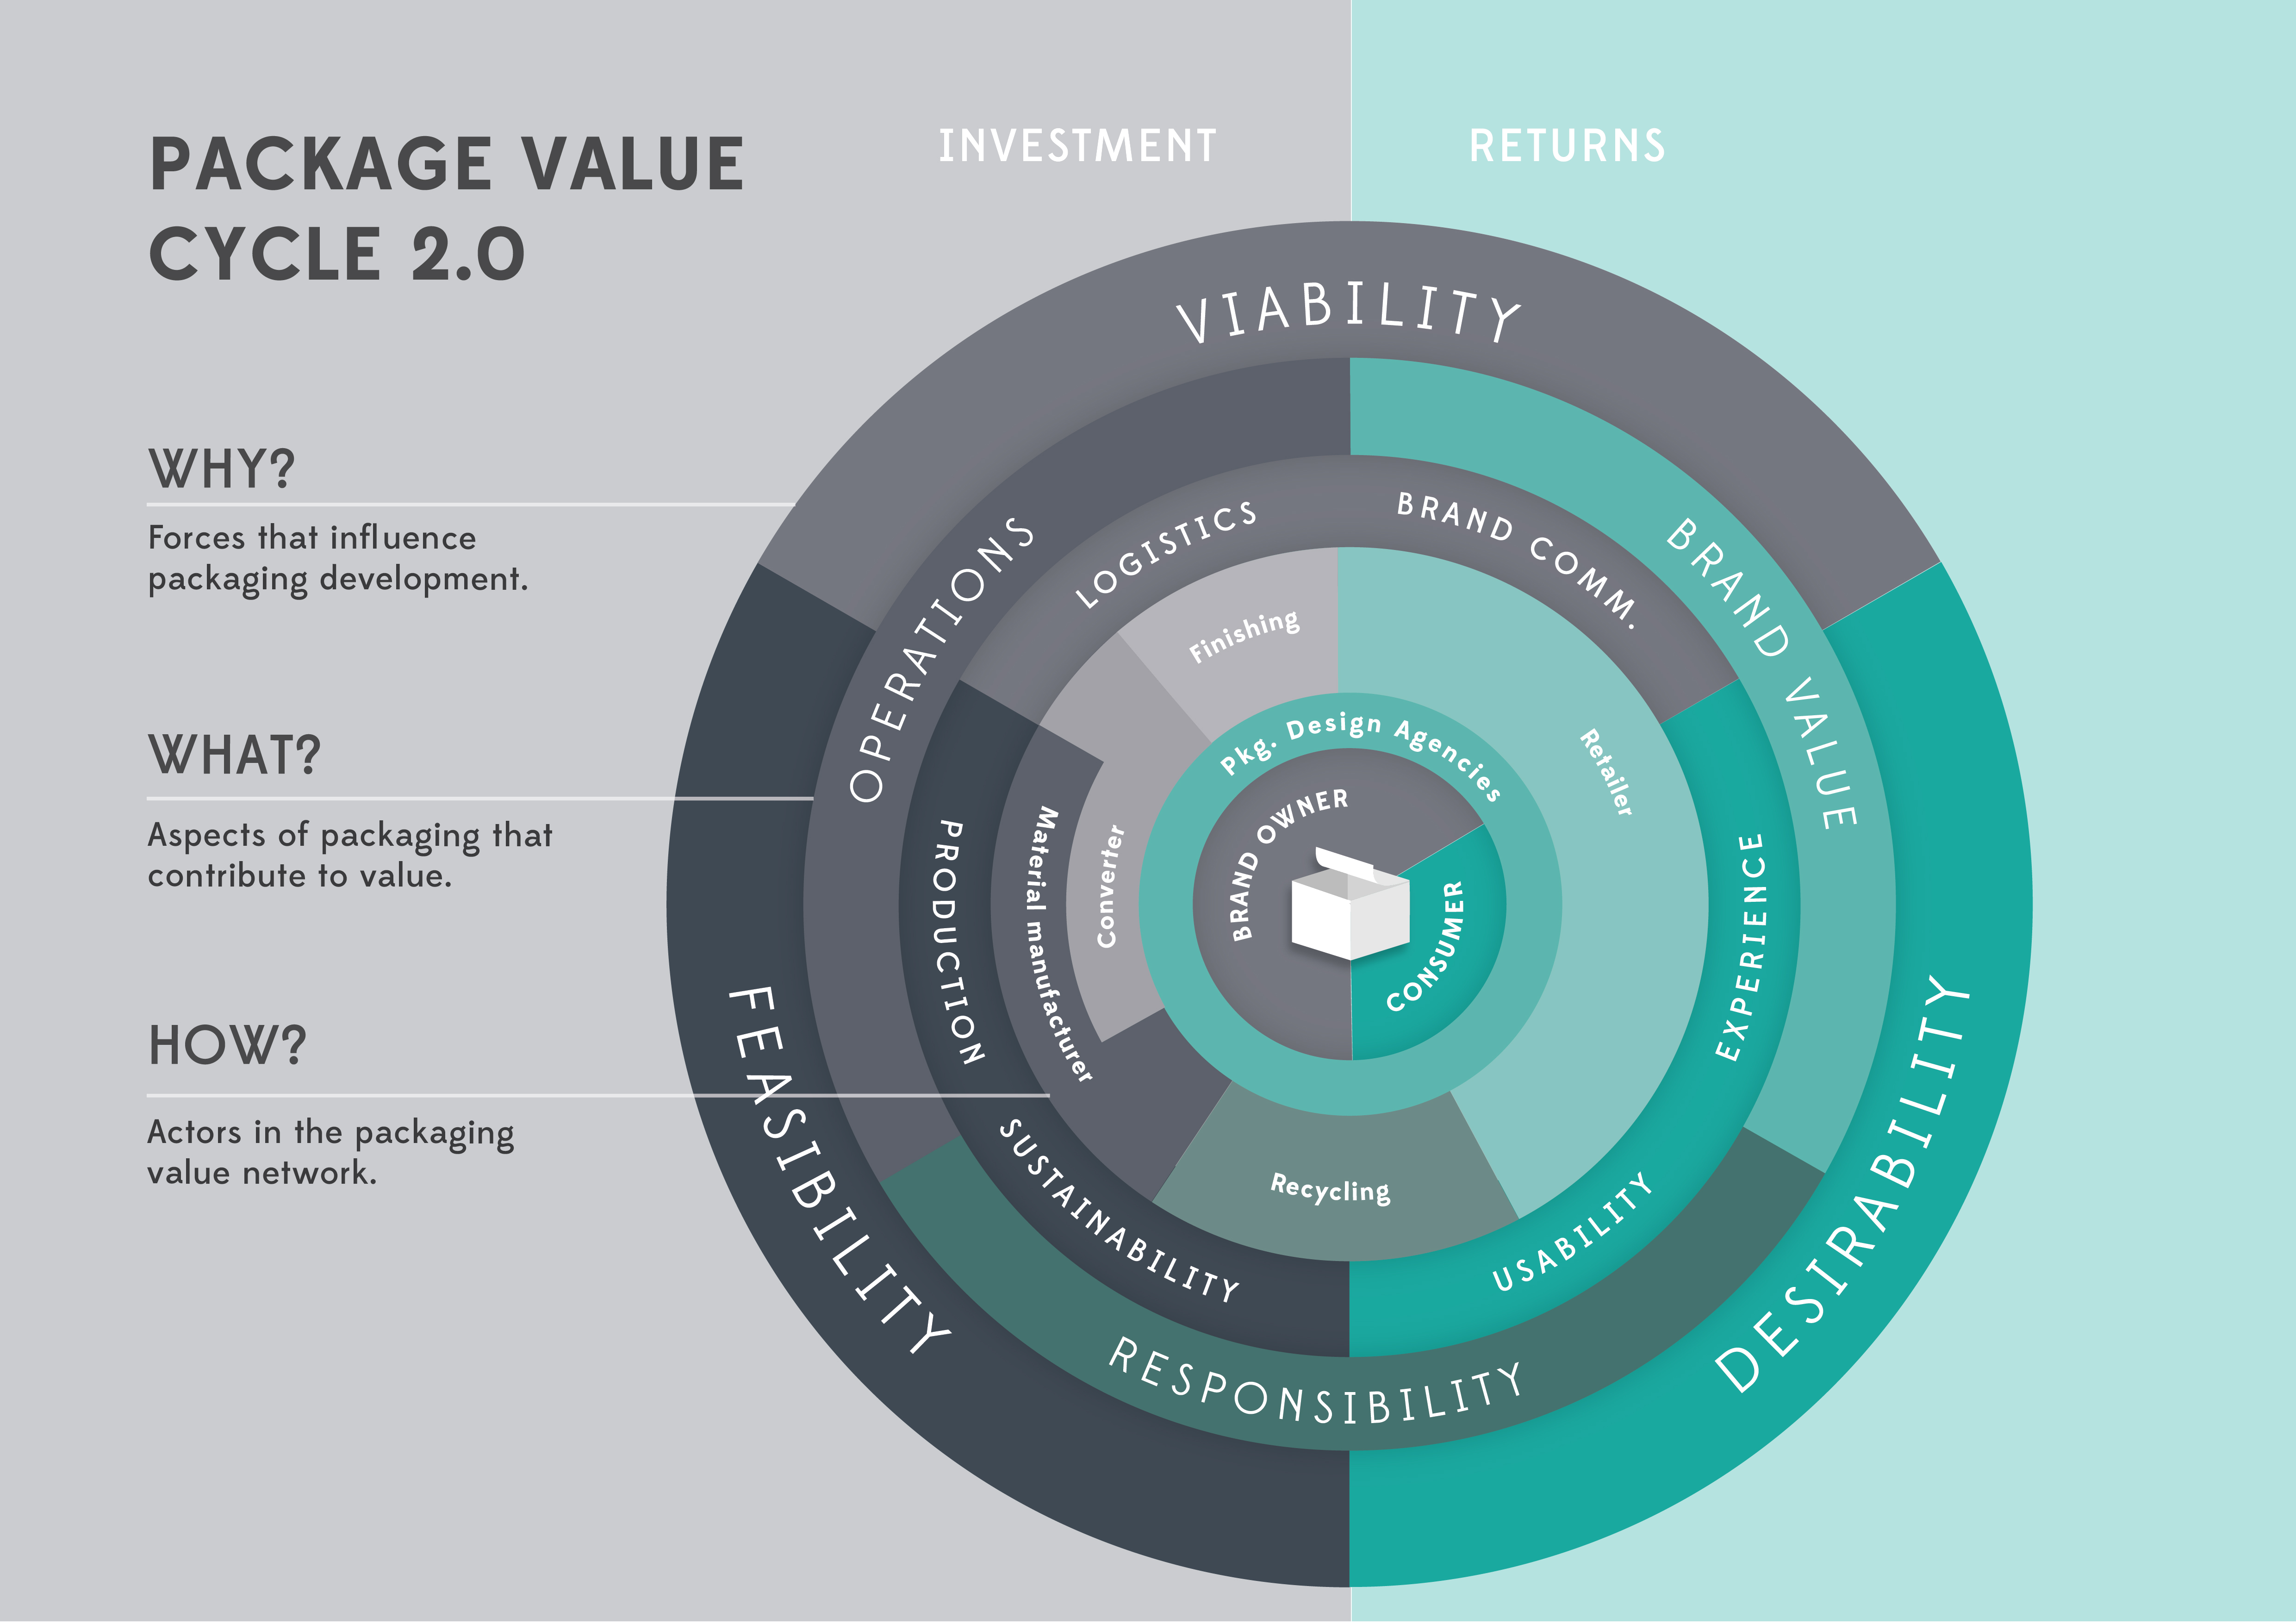 PACKAGE VALUE
CYCLE 2.0
INVESTMENT
RETURNS
WHY?
Forces that influence
packaging development.
WHAT?
Aspects of packaging that
contribute to value.
HOW?
Actors in the packaging
value network.
VIABILITY
FEASIBILITY
DESIRABILITY
OPERATIONS
BRAND VALUE
RESPONSIBILITY
LOGISTICS
BRAND COMM.
PRODUCTION
EXPERIENCE
SUSTAINABILITY
USABILITY
Finishing
Retailer
Material manufacturer
Converter
Recycling
Pkg. Design Agencies
BRAND OWNER
CONSUMER